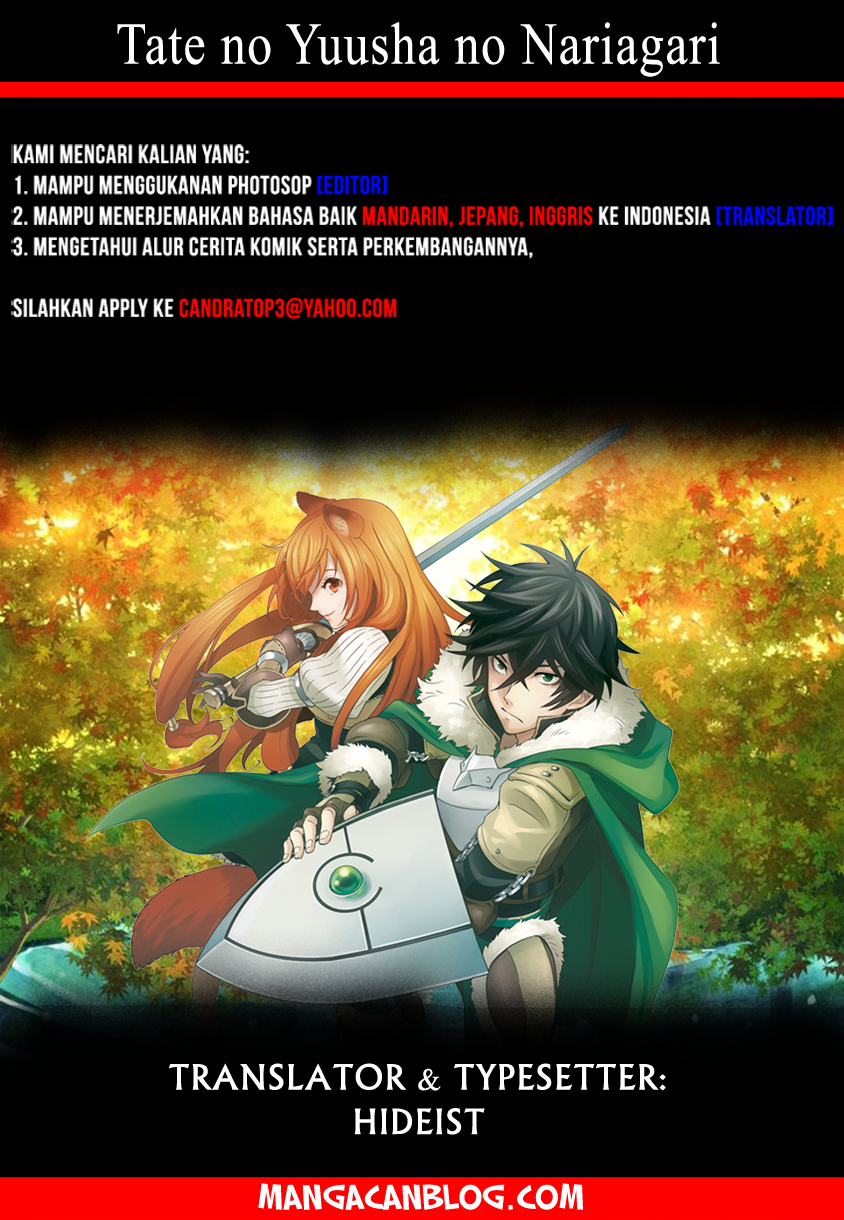 Tate no Yuusha no Nariagari
KAMI MENCARI KALIAN YANG:
1. MAMPU MENGGUKANAN PHOTOSOP [EDITOR]
2. MAMPU MENERJEMAHKAN BAHASA BAIK MANDARIN, JEPANG, INGGRIS KE INDONESIA [TRANSLATOR]
3. MENGETAHUI ALUR CERITA KOMIK SERTA PERKEMBANGANNYA,
SILAHKAN APPLY KE CANDRATOP3@YAHOO.COM
TRANSLATOR & TYPESETTER:
HIDEIST
MANGACANBLOG.COM